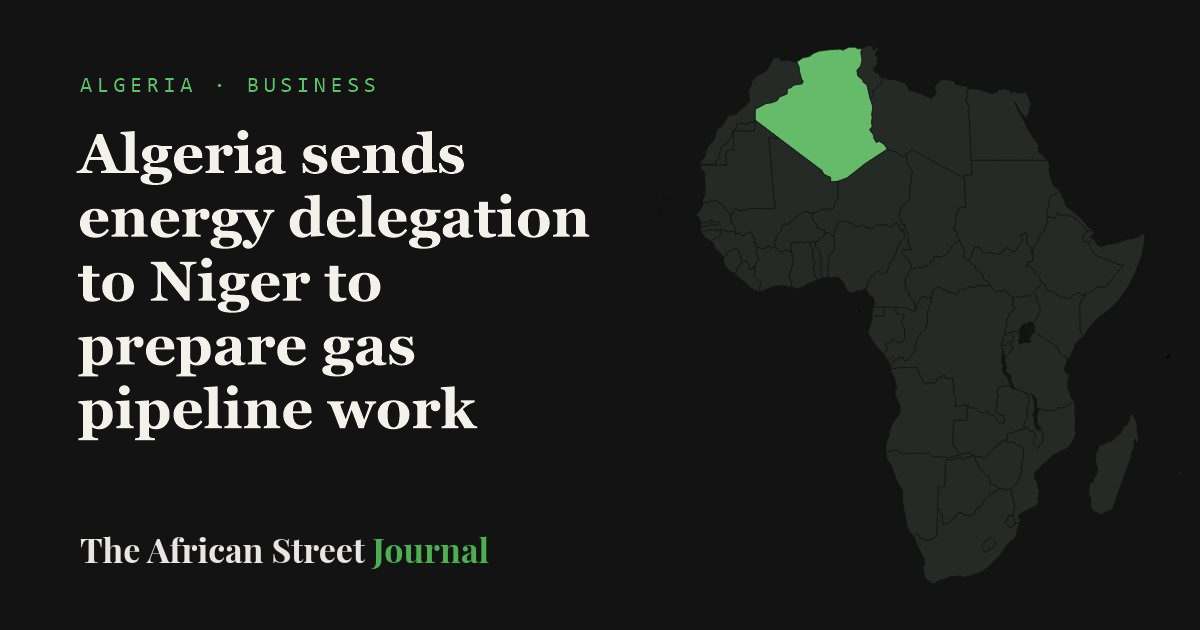 ALGERIA · BUSINESS
Algeria sends
energy delegation
to Niger to
prepare gas
pipeline work
The African Street Journal